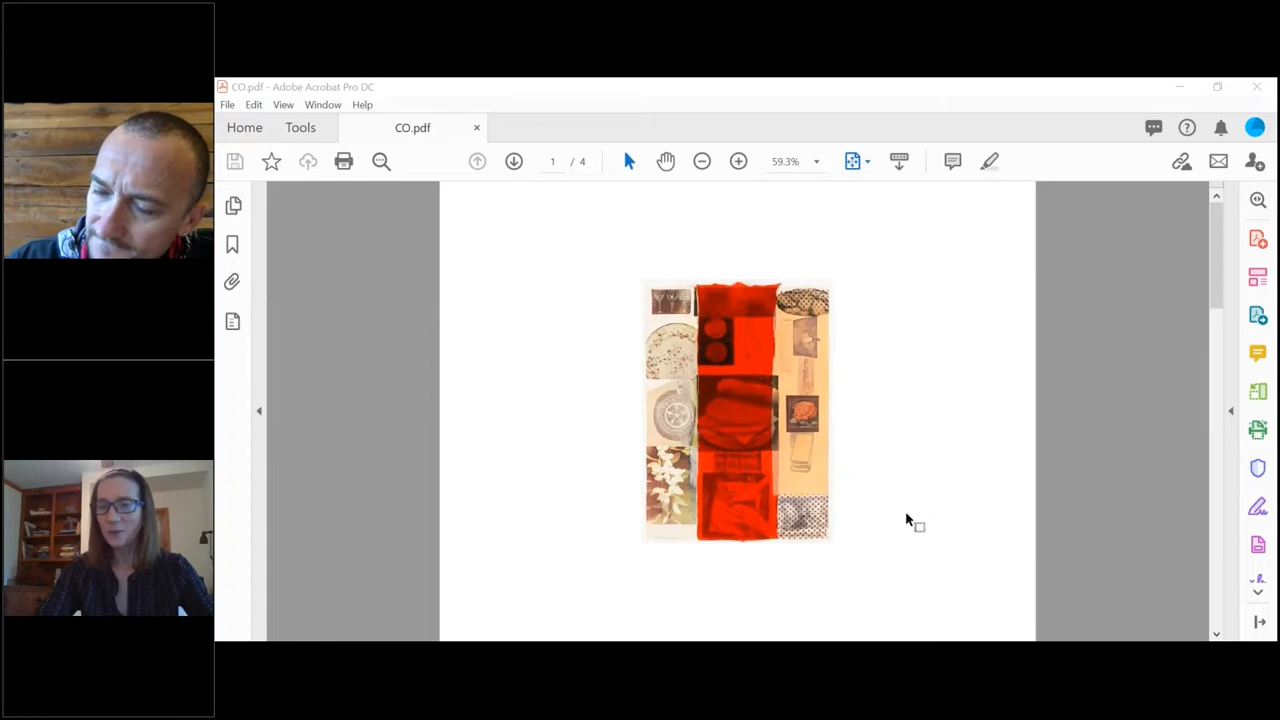 CO.pdf - Adobe Acrobat Pro DC
File Edit View Window Help
Home Tools CO.pdf ×
1 / 4 59.3%